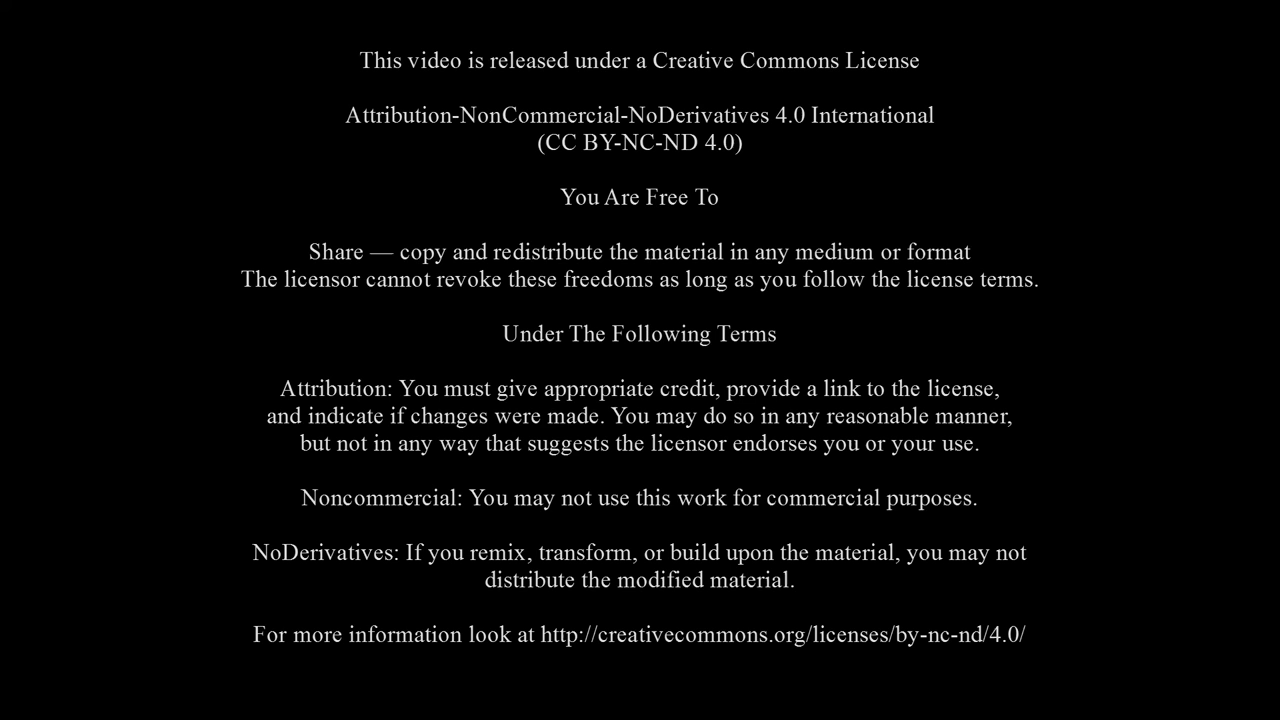 This video is released under a Creative Commons License
Attribution-NonCommercial-NoDerivatives 4.0 International
(CC BY-NC-ND 4.0)
You Are Free To
Share — copy and redistribute the material in any medium or format
The licensor cannot revoke these freedoms as long as you follow the license terms.
Under The Following Terms
Attribution: You must give appropriate credit, provide a link to the license,
and indicate if changes were made. You may do so in any reasonable manner,
but not in any way that suggests the licensor endorses you or your use.
Noncommercial: You may not use this work for commercial purposes.
NoDerivatives: If you remix, transform, or build upon the material, you may not
distribute the modified material.
For more information look at http://creativecommons.org/licenses/by-nc-nd/4.0/